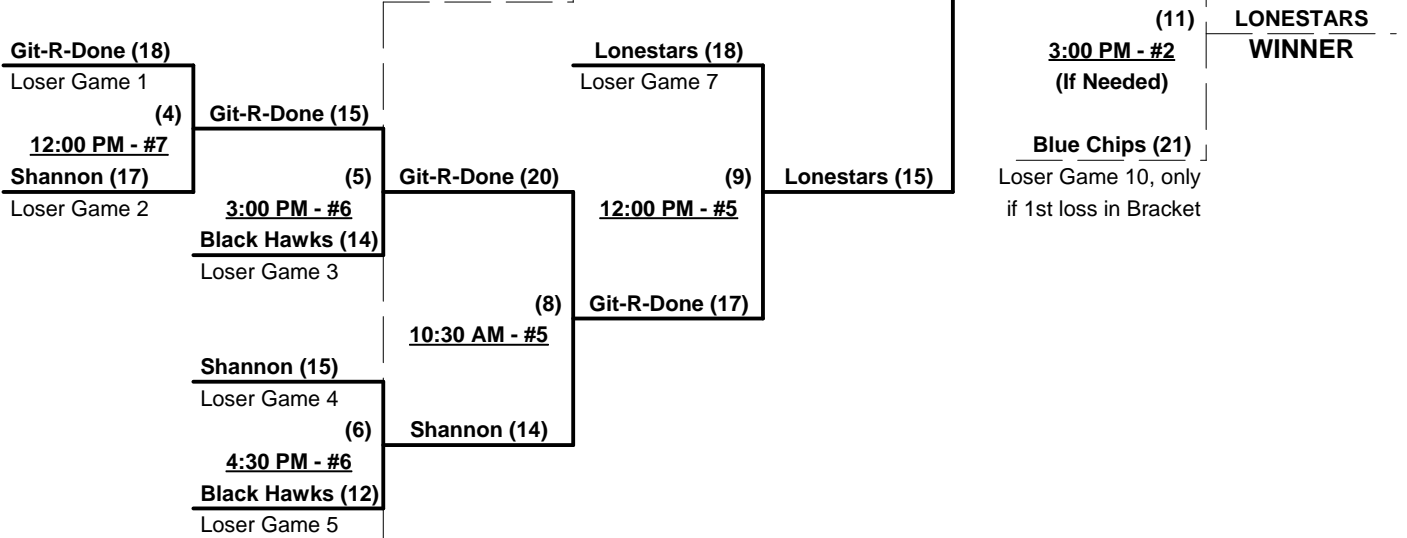 Git-R-Done (18)
Loser Game 1
(4)
12:00 PM - #7
Shannon (17)
Loser Game 2
Git-R-Done (15)
(5)
3:00 PM - #6
Black Hawks (14)
Loser Game 3
Shannon (15)
Loser Game 4
(6)
4:30 PM - #6
Black Hawks (12)
Loser Game 5
Git-R-Done (20)
(8)
10:30 AM - #5
Shannon (14)
Lonestars (18)
Loser Game 7
(9)
12:00 PM - #5
Git-R-Done (17)
Lonestars (15)
(11)
3:00 PM - #2
(If Needed)
Blue Chips (21)
Loser Game 10, only
if 1st loss in Bracket
LONESTARS
WINNER